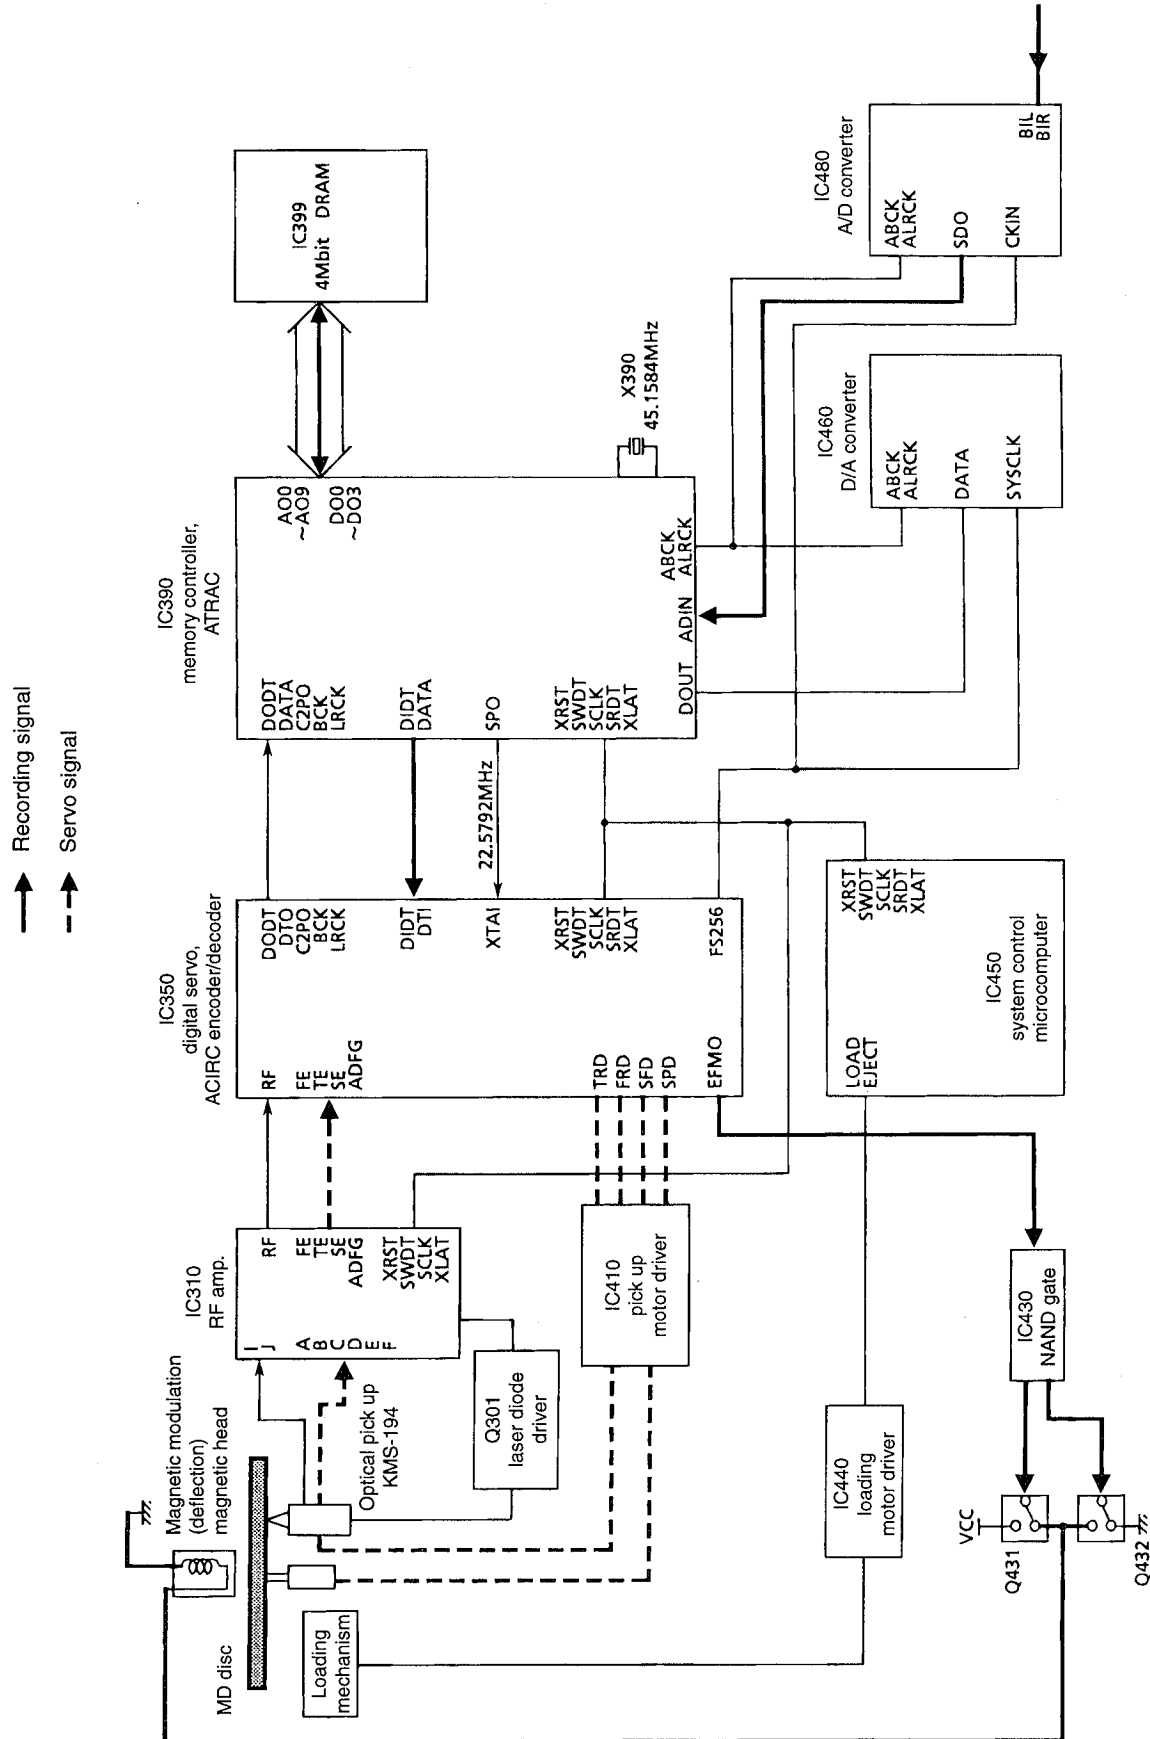 Recording signal
Servo signal
MD disc
Magnetic modulation
(deflection)
magnetic head
Optical pick up
KMS-194
Loading
mechanism
IC310
RF amp.
I
J
A
B
C
D
E
F
RF
FE
TE
SE
ADFG
XRST
SWDT
SCLK
XLAT
Q301
laser diode
driver
IC350
digital servo,
ACIRC encoder/decoder
RF
FE
TE
SE
ADFG
TRD
FRD
SFD
SPD
EFMO
DODT
DTO
C2PO
BCK
LRCK
DIDT
DTI
XTAI
XRST
SWDT
SCLK
SRDT
XLAT
FS256
22.5792MHz
IC390
memory controller,
ATRAC
DODT
DATA
C2PO
BCK
LRCK
DIDT
DATA
SPO
XRST
SWDT
SCLK
SRDT
XLAT
DOUT
ADIN
ABCK
ALRCK
AO0
~AO9
DO0
~DO3
IC399
4Mbit DRAM
X390
45.1584MHz
IC410
pick up
motor driver
IC440
loading
motor driver
IC450
system control
microcomputer
LOAD
EJECT
XRST
SWDT
SCLK
SRDT
XLAT
IC460
D/A converter
ABCK
ALRCK
DATA
SYSCLK
IC480
A/D converter
ABCK
ALRCK
SDO
CKIN
BIL
BIR
IC430
NAND gate
VCC
Q431
Q432